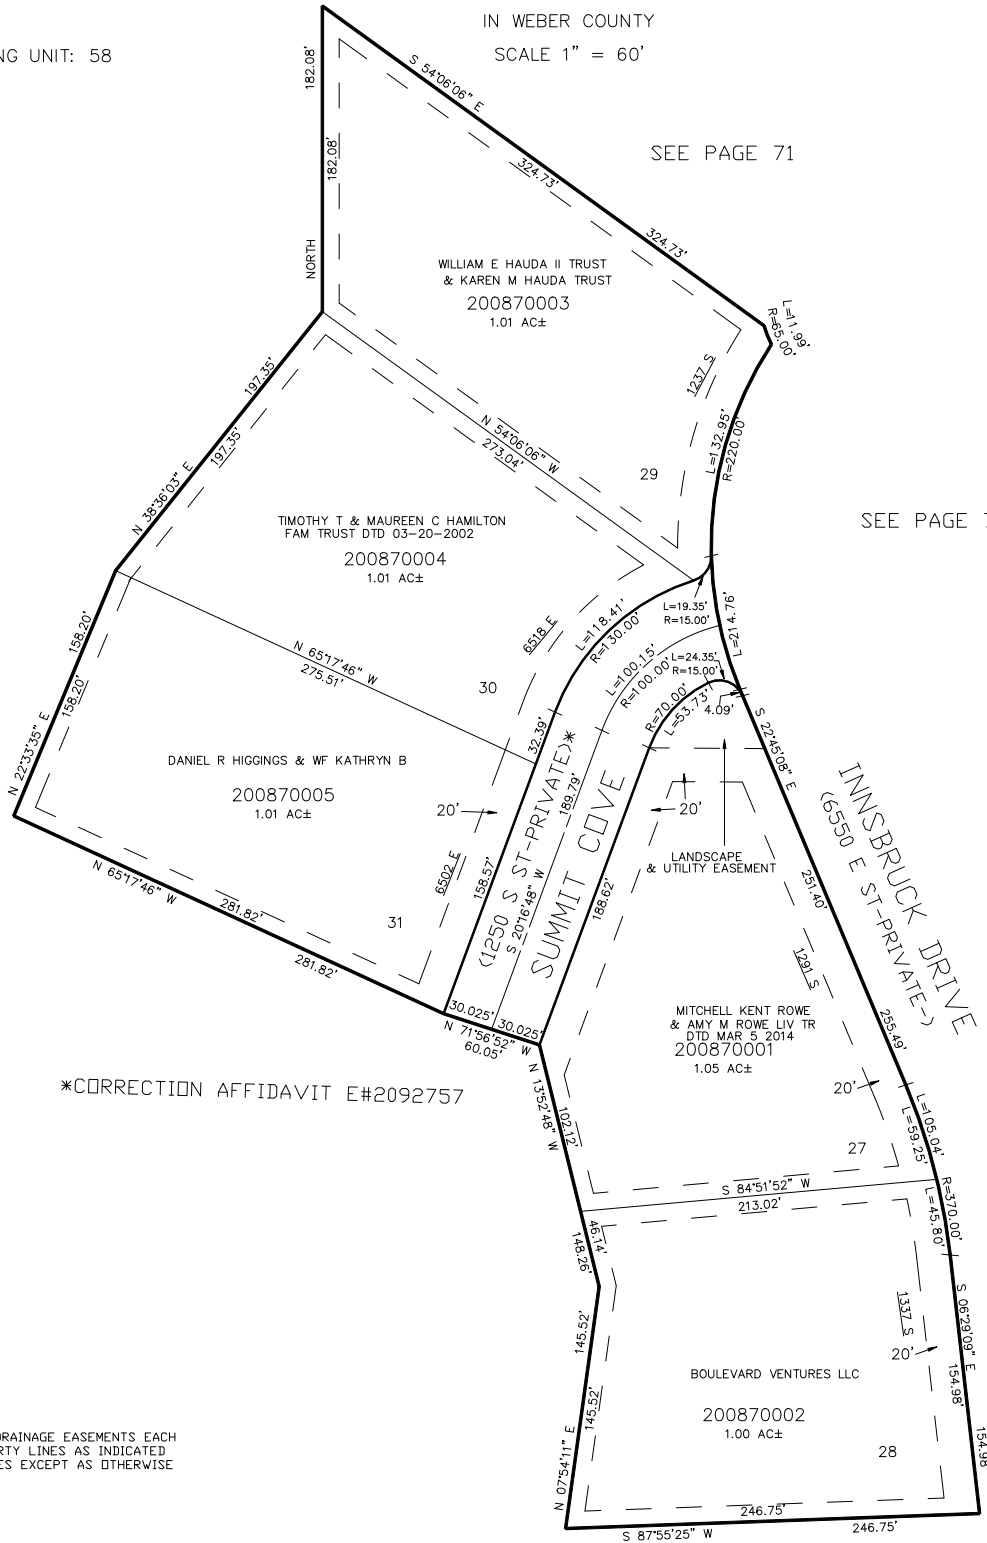 IN WEBER COUNTY
SCALE 1" = 60'
NG UNIT: 58
SEE PAGE 71
182.08'
182.08'
NORTH
S 54°06'06" E
324.73'
324.73'
L=11.99'
R=65.00'
WILLIAM E HAUDA II TRUST
& KAREN M HAUDA TRUST
200870003
1.01 AC±
1237 S
L=132.95'
R=220.00'
29
N 54°06'06" W
273.04'
197.35'
197.35'
N 38°36'03" E
SEE PAGE 7
TIMOTHY T & MAUREEN C HAMILTON
FAM TRUST DTD 03-20-2002
200870004
1.01 AC±
6518 E
30
L=118.41'
R=130.00'
L=19.35'
R=15.00'
L=214.76'
L=100.15'
R=100.00'
L=24.35'
R=15.00'
R=70.00'
L=53.73'
4.09'
158.20'
158.20'
N 22°33'35" E
N 65°17'46" W
275.51'
32.39'
DANIEL R HIGGINGS & WF KATHRYN B
200870005
1.01 AC±
20'
6502 E
31
158.57'
N 65°17'46" W
281.82'
281.82'
(1250 S ST-PRIVATE)*
189.79'
S 20°16'48" W
SUMMIT COVE
188.62'
20'
LANDSCAPE
& UTILITY EASEMENT
S 22°45'08" E
251.40'
INNSBRUCK DRIVE
(6550 E ST-PRIVATE-)
1291 S
255.49'
30.025'
30.025'
N 71°56'52" W
60.05'
MITCHELL KENT ROWE
& AMY M ROWE LIV TR
DTD MAR 5 2014
200870001
1.05 AC±
20'
27
*CORRECTION AFFIDAVIT E#2092757
N 13°52'48" W
102.12'
L=105.04'
L=59.25'
S 84°51'52" W
213.02'
R=370.00'
L=45.80'
46.14'
148.26'
1337 S
20'
S 06°29'09" E
154.98'
154.98
145.52'
145.52'
N 07°54'11" E
BOULEVARD VENTURES LLC
200870002
1.00 AC±
28
246.75'
S 87°55'25" W
246.75'
DRAINAGE EASEMENTS EACH
RTY LINES AS INDICATED
ES EXCEPT AS OTHERWISE